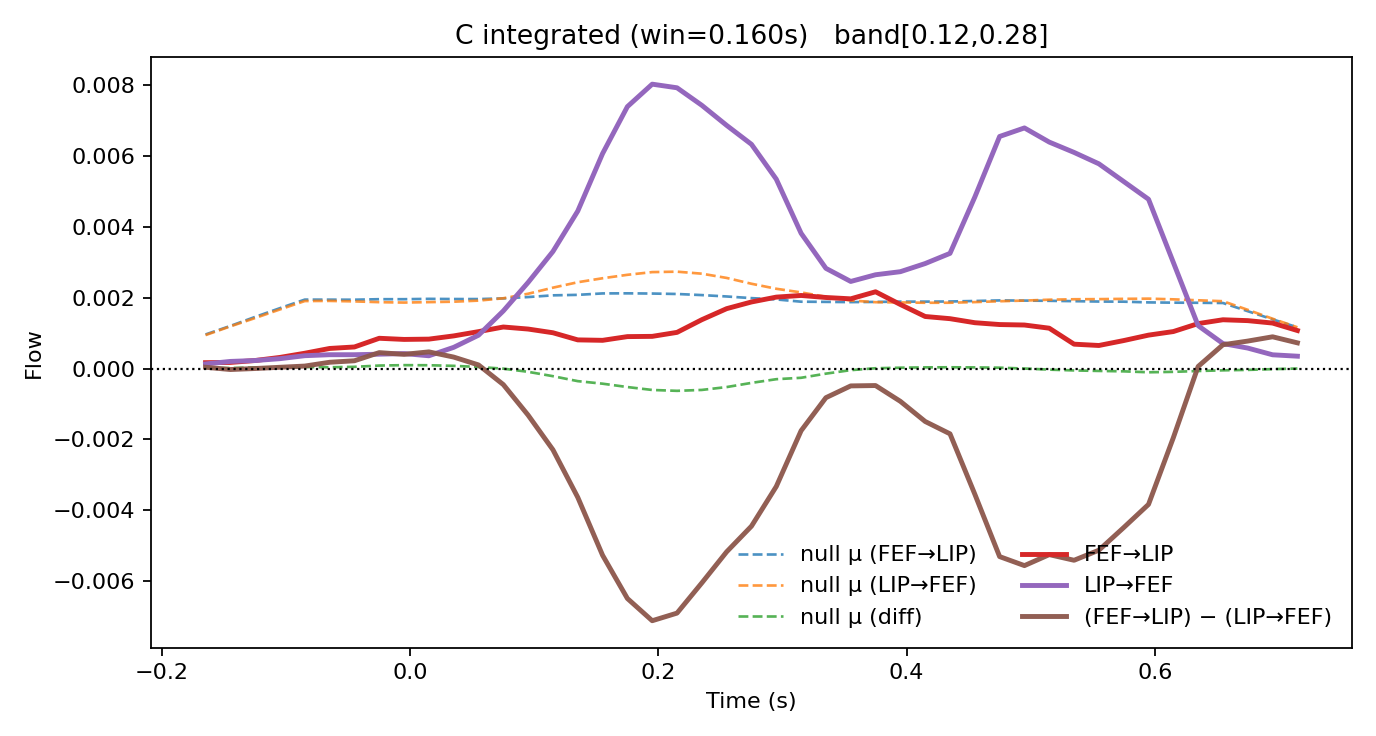 C integrated (win=0.160s) band[0.12,0.28]
Flow
0.008
0.006
0.004
0.002
0.000
−0.002
−0.004
−0.006
null μ (FEF→LIP)
null μ (LIP→FEF)
null μ (diff)
FEF→LIP
LIP→FEF
(FEF→LIP) − (LIP→FEF)
−0.2
0.0
0.2
0.4
0.6
Time (s)